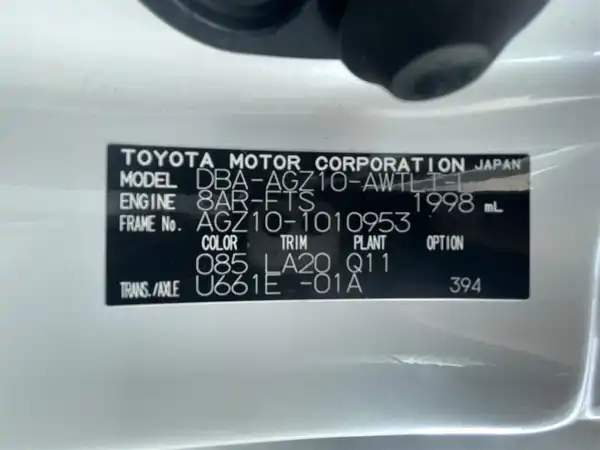 TOYOTA MOTOR CORPORATION JAPAN
MODEL DBA-AGZ10-AWTLT-1
ENGINE 8AR-FTS 1998 mL
FRAME No. AGZ10-1010953
COLOR TRIM PLANT OPTION
085 LA20 Q11
TRANS./AXLE U661E -01A 394